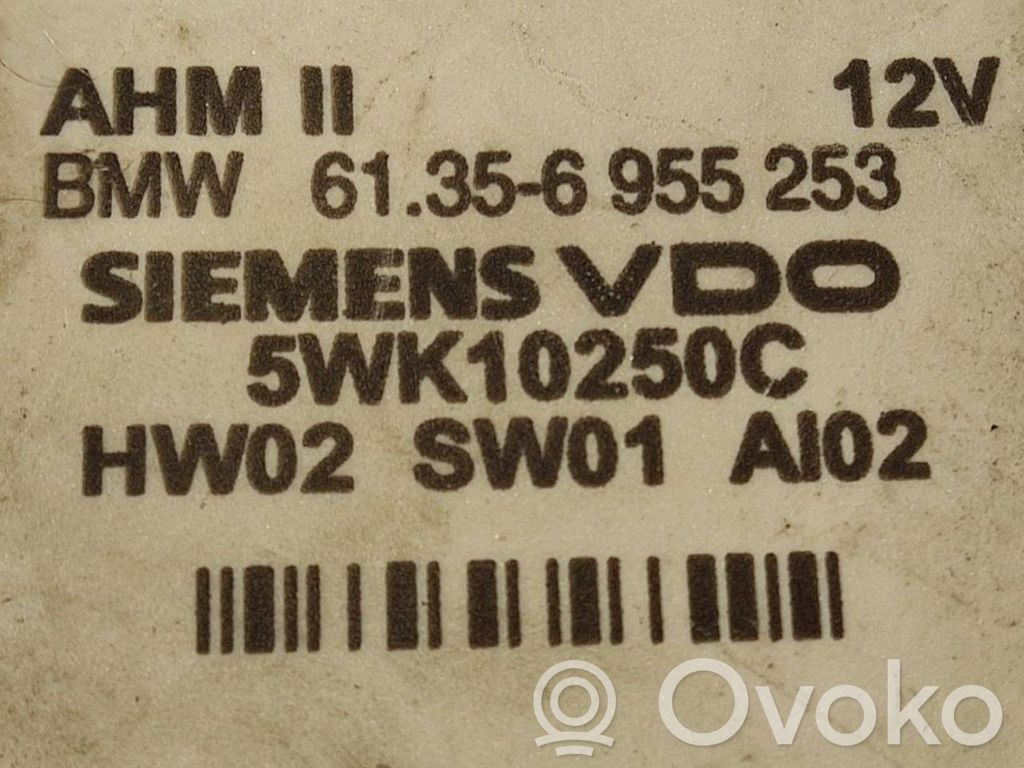 AHM II 12V
BMW 61.35-6 955 253
SIEMENS VDO
5WK10250C
HW02 SW01 AI02
Ovoko